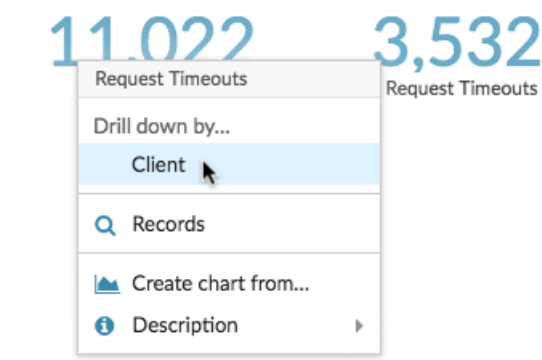 11,022
3,532
Request Timeouts
Request Timeouts
Drill down by...
Client
Records
Create chart from...
Description